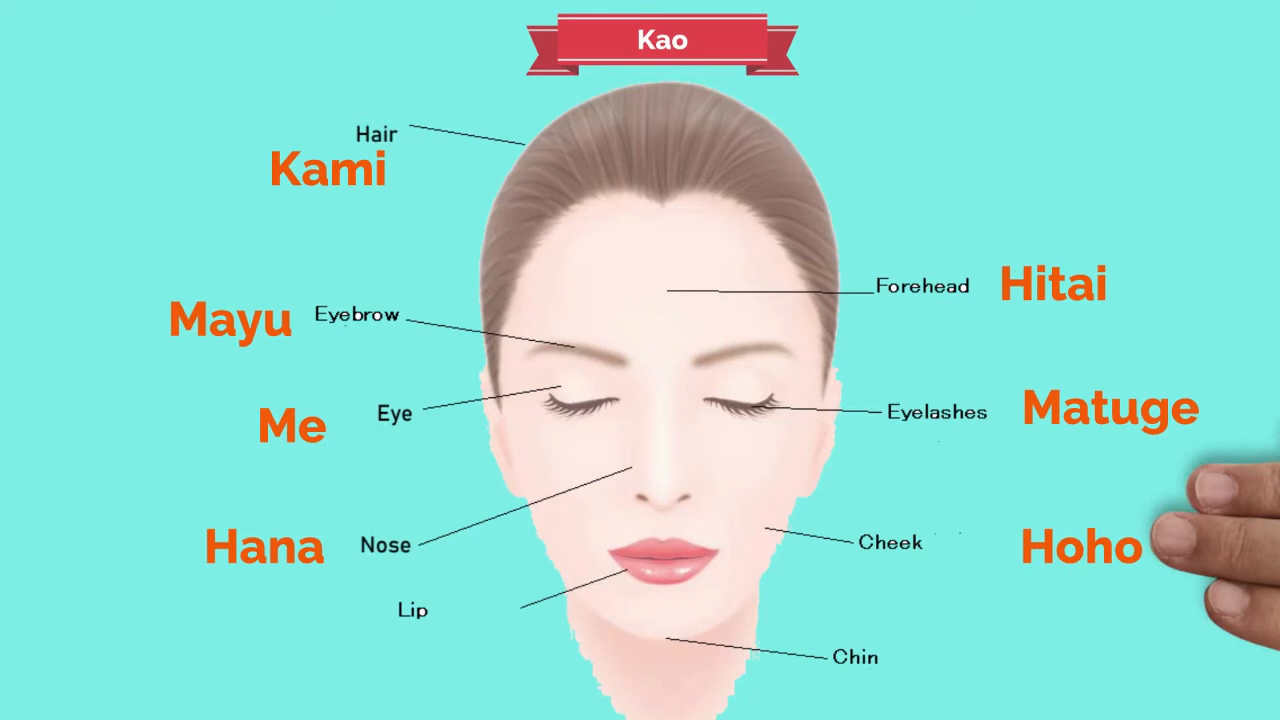 Kao
Hair
Kami
Forehead Hitai
Mayu Eyebrow
Me Eye
Eyelashes Matuge
Hana Nose
Cheek Hoho
Lip
Chin